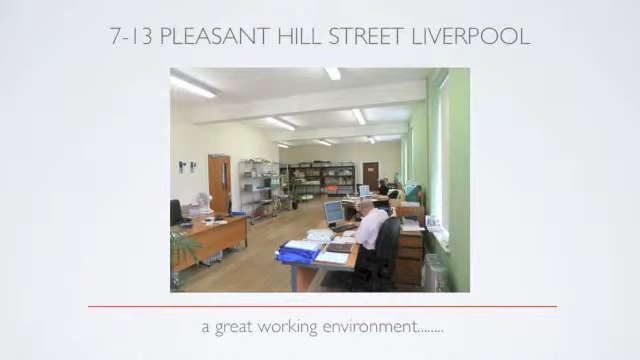 7-13 PLEASANT HILL STREET LIVERPOOL
a great working environment........